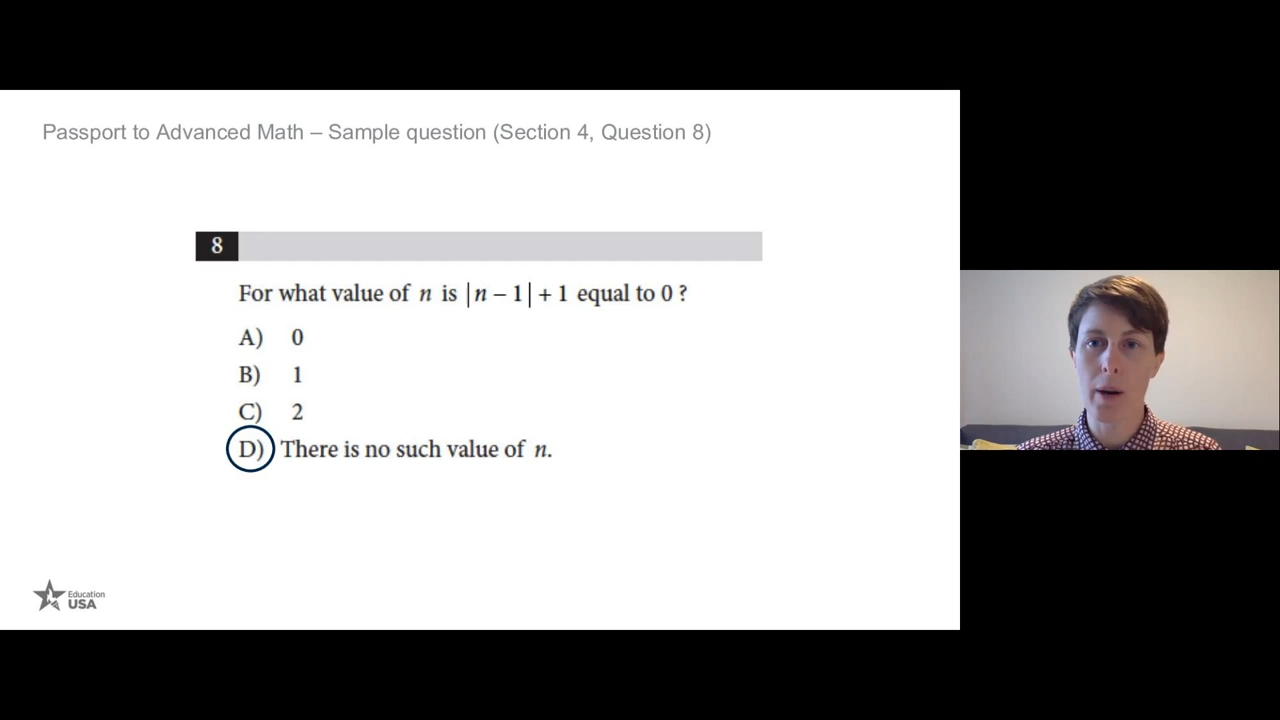 Passport to Advanced Math – Sample question (Section 4, Question 8)
8
For what value of n is |n – 1| + 1 equal to 0 ?
A) 0
B) 1
C) 2
D) There is no such value of n.
Education
USA